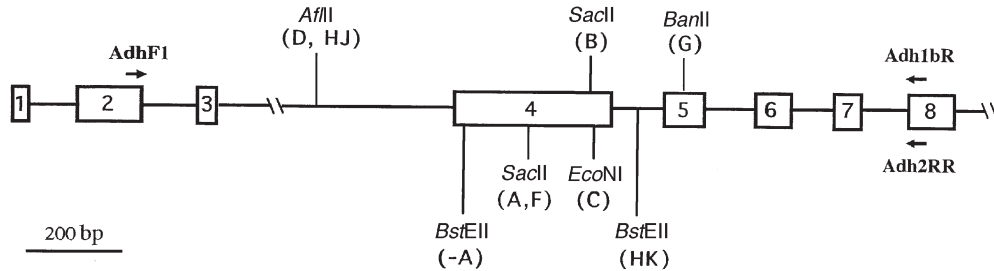 AflII
(D, HJ)
SacII
(B)
BanII
(G)
AdhF1
Adh1bR
1
2
3
4
5
6
7
8
Adh2RR
SacII
(A,F)
EcoNI
(C)
BstEII
(-A)
BstEII
(HK)
200 bp